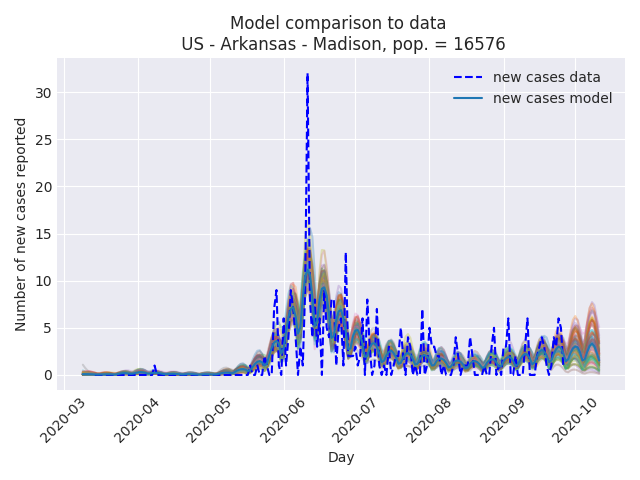 Model comparison to data
US - Arkansas - Madison, pop. = 16576
new cases data
new cases model
Number of new cases reported
30
25
20
15
10
5
0
2020-03
2020-04
2020-05
2020-06
2020-07
2020-08
2020-09
2020-10
Day